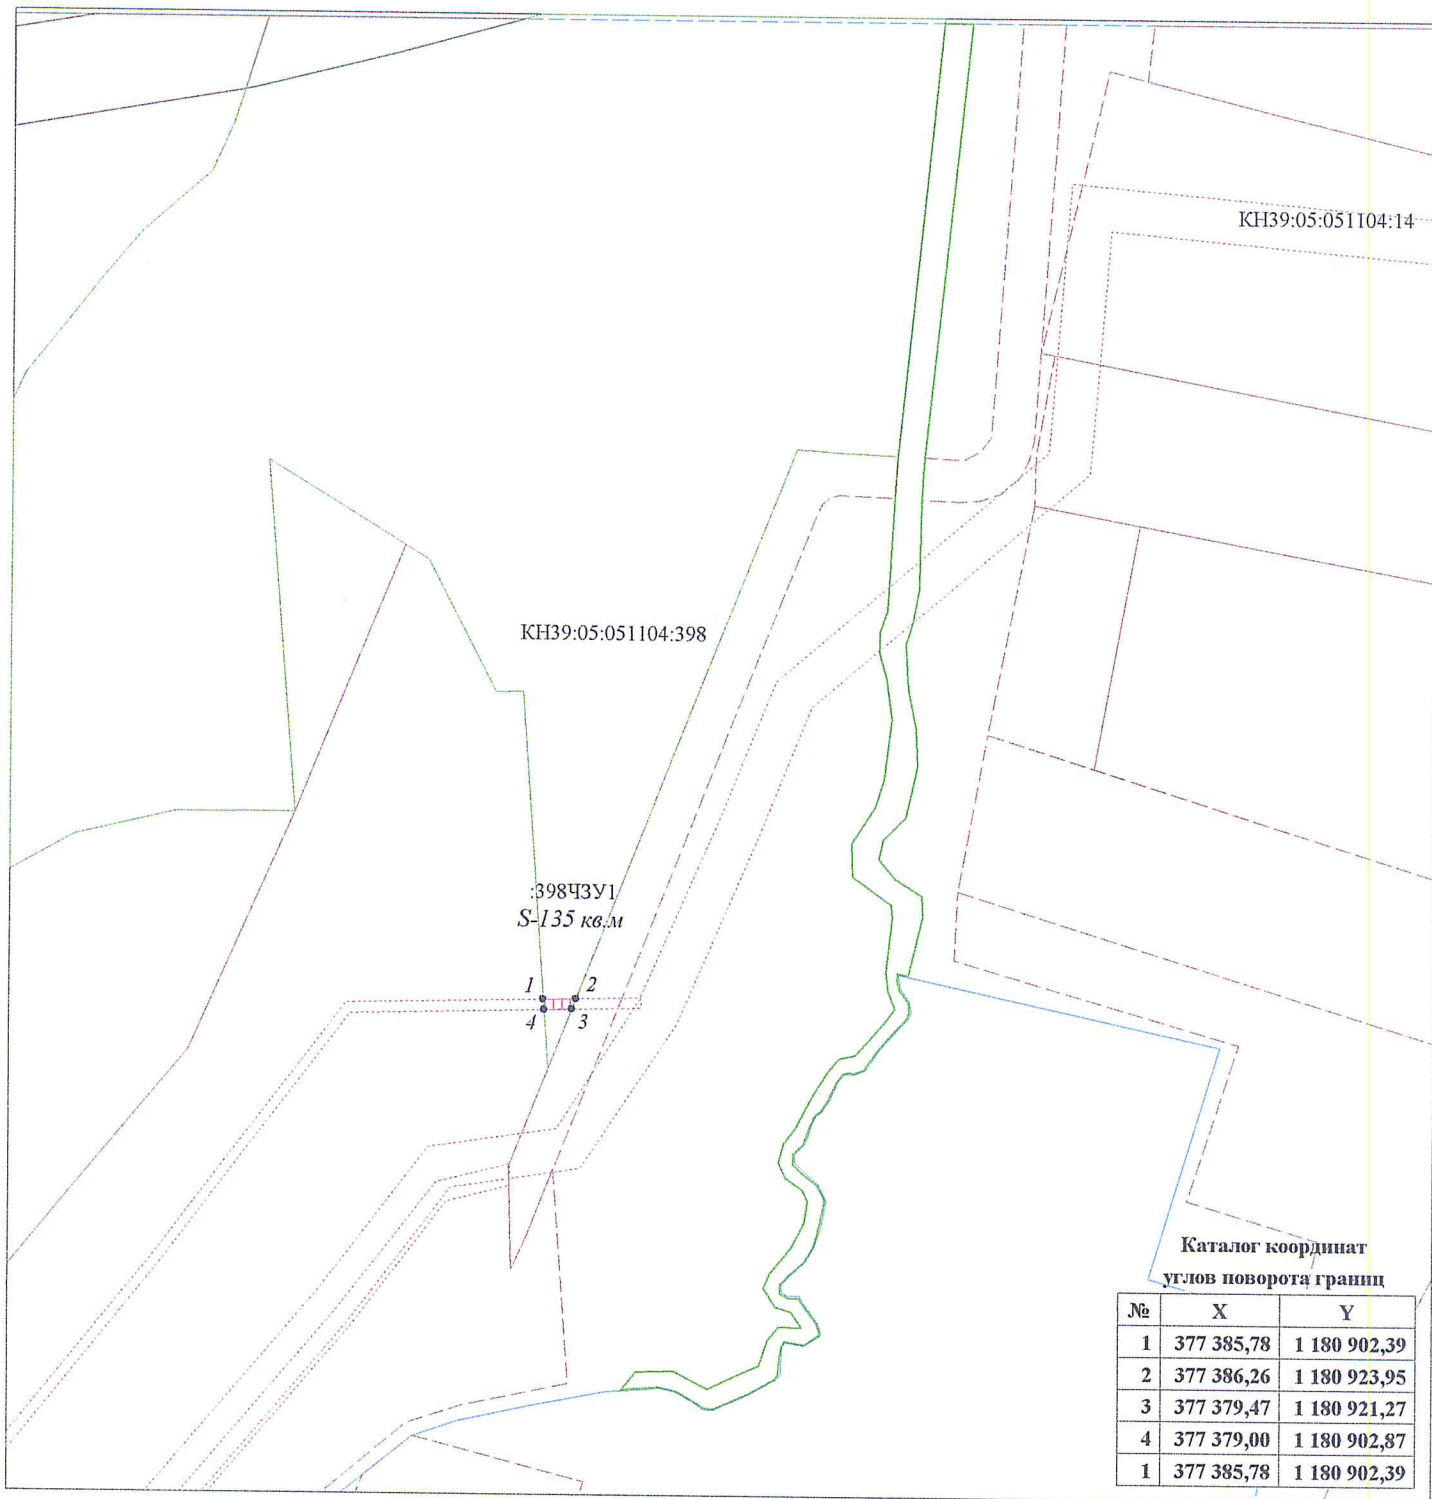 КН39:05:051104:14
КН39:05:051104:398
:398ЧЗУ1
S-135 кв.м
1
2
4
3
Каталог координат
углов поворота границ
№ X Y
1 377 385,78 1 180 902,39
2 377 386,26 1 180 923,95
3 377 379,47 1 180 921,27
4 377 379,00 1 180 902,87
1 377 385,78 1 180 902,39